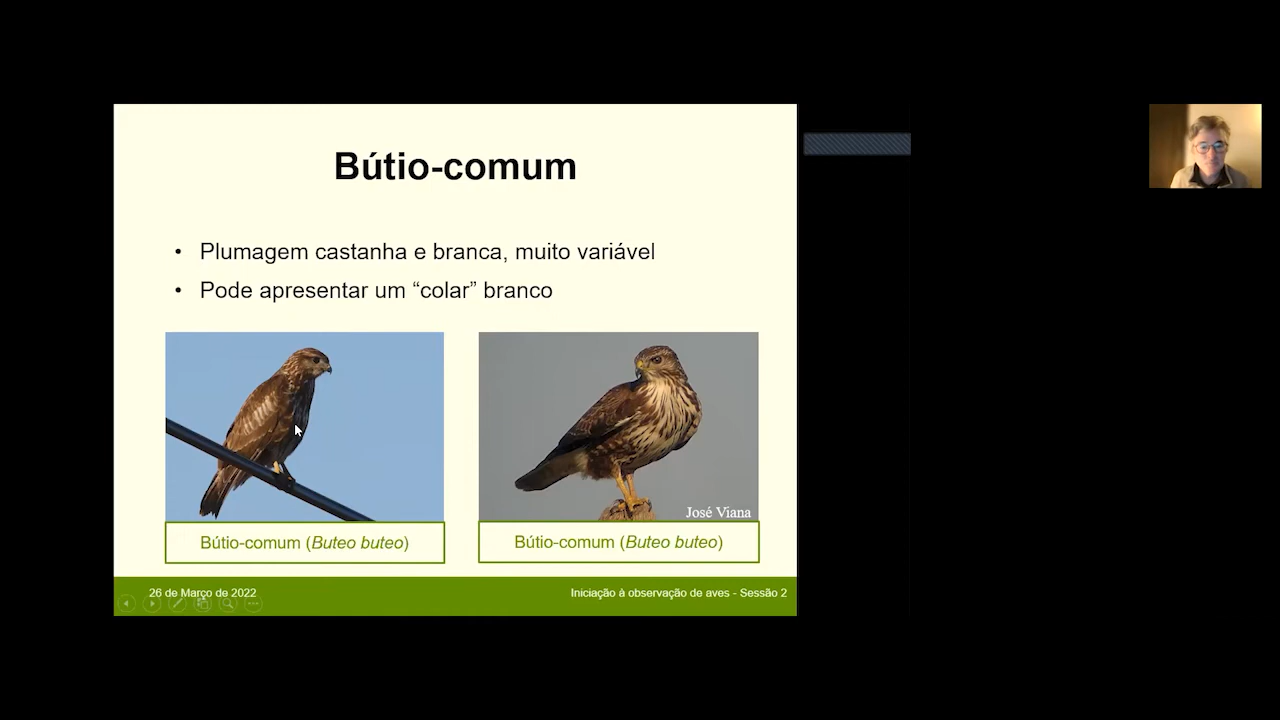 Bútio-comum
• Plumagem castanha e branca, muito variável
• Pode apresentar um “colar” branco
José Viana
Bútio-comum (Buteo buteo)
Bútio-comum (Buteo buteo)
26 de Março de 2022
Iniciação à observação de aves - Sessão 2